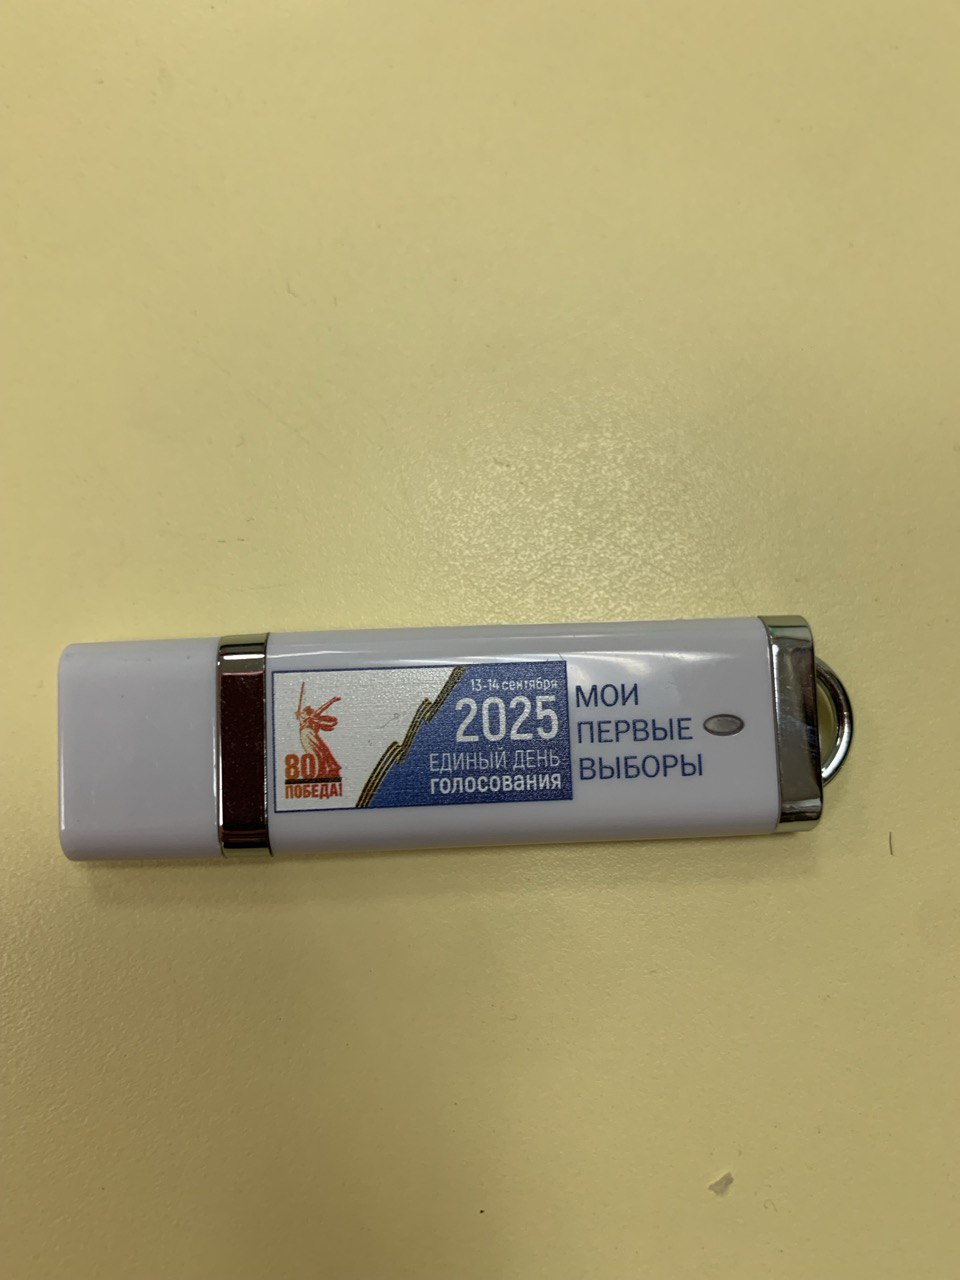 80
ПОБЕДА!
13-14 сентября
2025
ЕДИНЫЙ ДЕНЬ
голосования
МОИ
ПЕРВЫЕ
ВЫБОРЫ